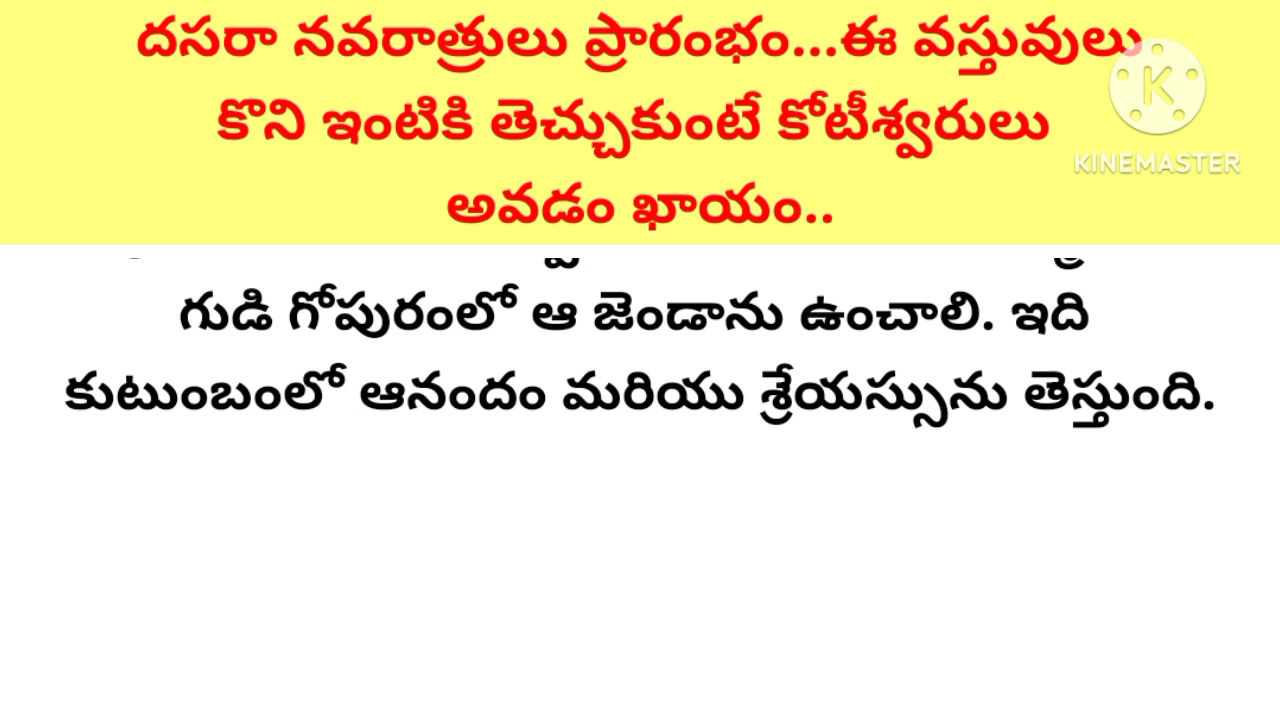 దసరా నవరాత్రులు ప్రారంభం...ఈ వస్తువులు
కొని ఇంటికి తెచ్చుకుంటే కోటీశ్వరులు
అవడం ఖాయం..
KINEMASTER
గుడి గోపురంలో ఆ జెండాను ఉంచాలి. ఇది
కుటుంబంలో ఆనందం మరియు శ్రేయస్సును తెస్తుంది.